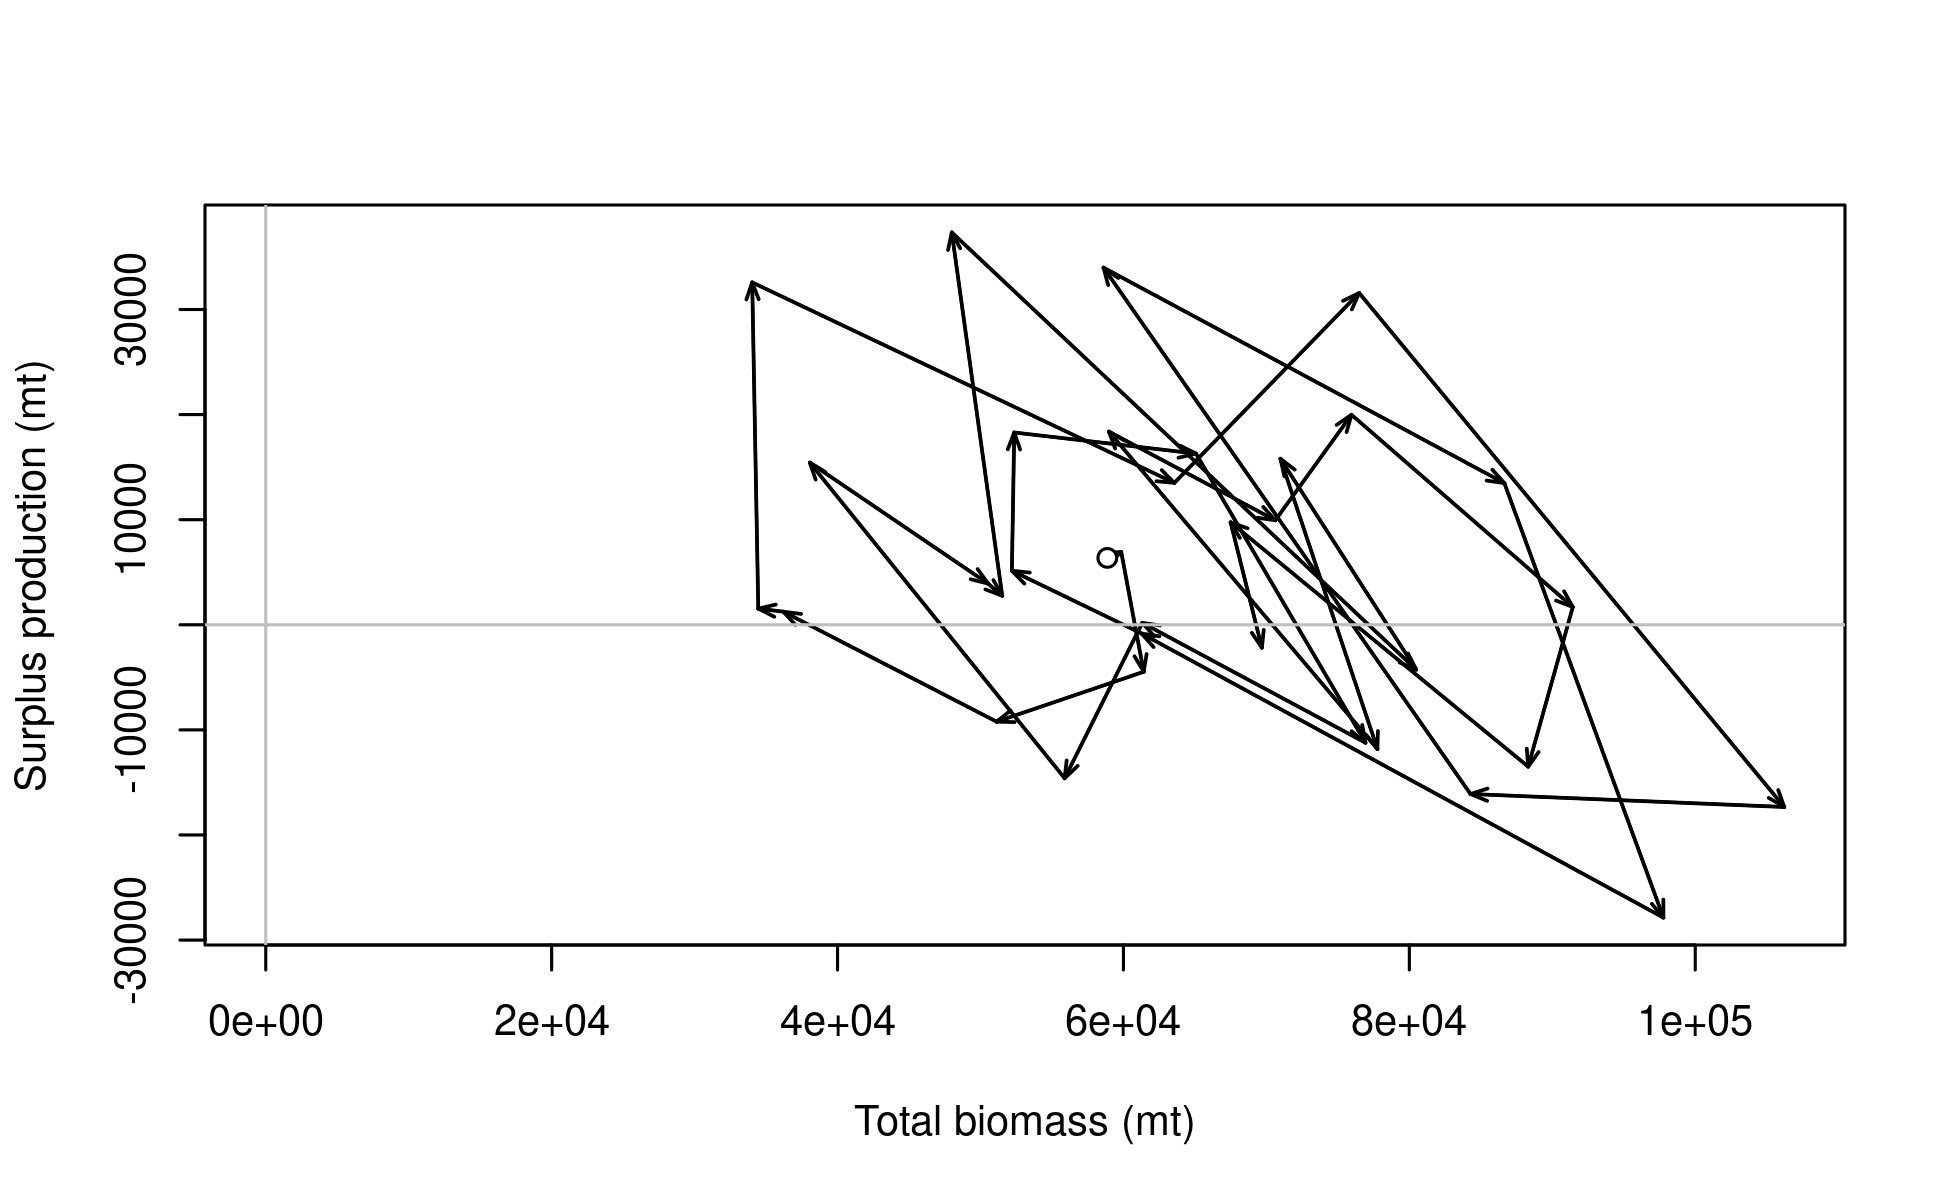 Surplus production (mt)
30000
10000
-10000
-30000
0e+00 2e+04 4e+04 6e+04 8e+04 1e+05
Total biomass (mt)